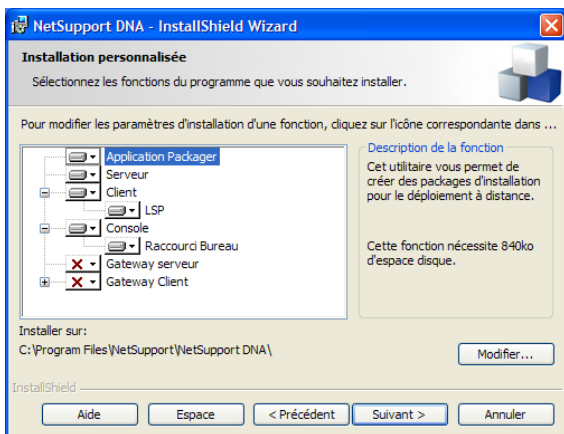 NetSupport DNA - InstallShield Wizard
Installation personnalisée
Sélectionnez les fonctions du programme que vous souhaitez installer.
Pour modifier les paramètres d'installation d'une fonction, cliquez sur l'icône correspondante dans ...
Application Packager
Serveur
Client
LSP
Console
Raccourci Bureau
Gateway serveur
Gateway Client
Description de la fonction
Cet utilitaire vous permet de
créer des packages d'installation
pour le déploiement à distance.
Cette fonction nécessite 840ko
d'espace disque.
Installer sur:
C:\Program Files\NetSupport\NetSupport DNA\
Modifier...
InstallShield
Aide
Espace
< Précédent
Suivant >
Annuler